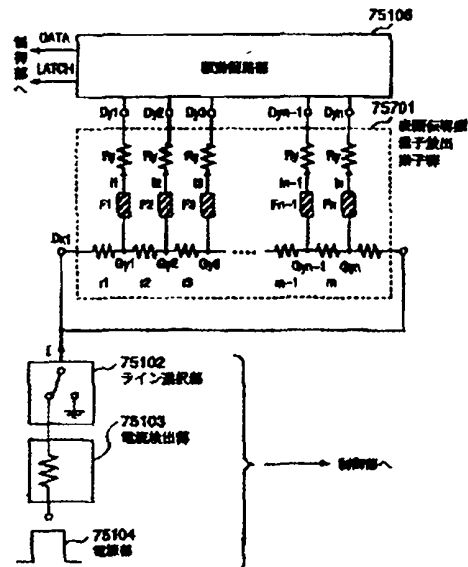 75106
DATA
LATCH
制御部へ
駆動回路部
Dy1 Dy2 Dy3 Dyn-1 Dyn
75701
表面伝導型
電子放出
素子群
Ry Ry Ry Ry Ry
I1 I2 I3 In-1 In
F1 F2 F3 Fn-1 Fn
Dx1
Gy1 Gy2 Gy3 Gyn-1 Gyn
r1 r2 r3 rn-1 rn
I
75102
ライン選択部
75103
電流検出部
制御部へ
75104
電源部